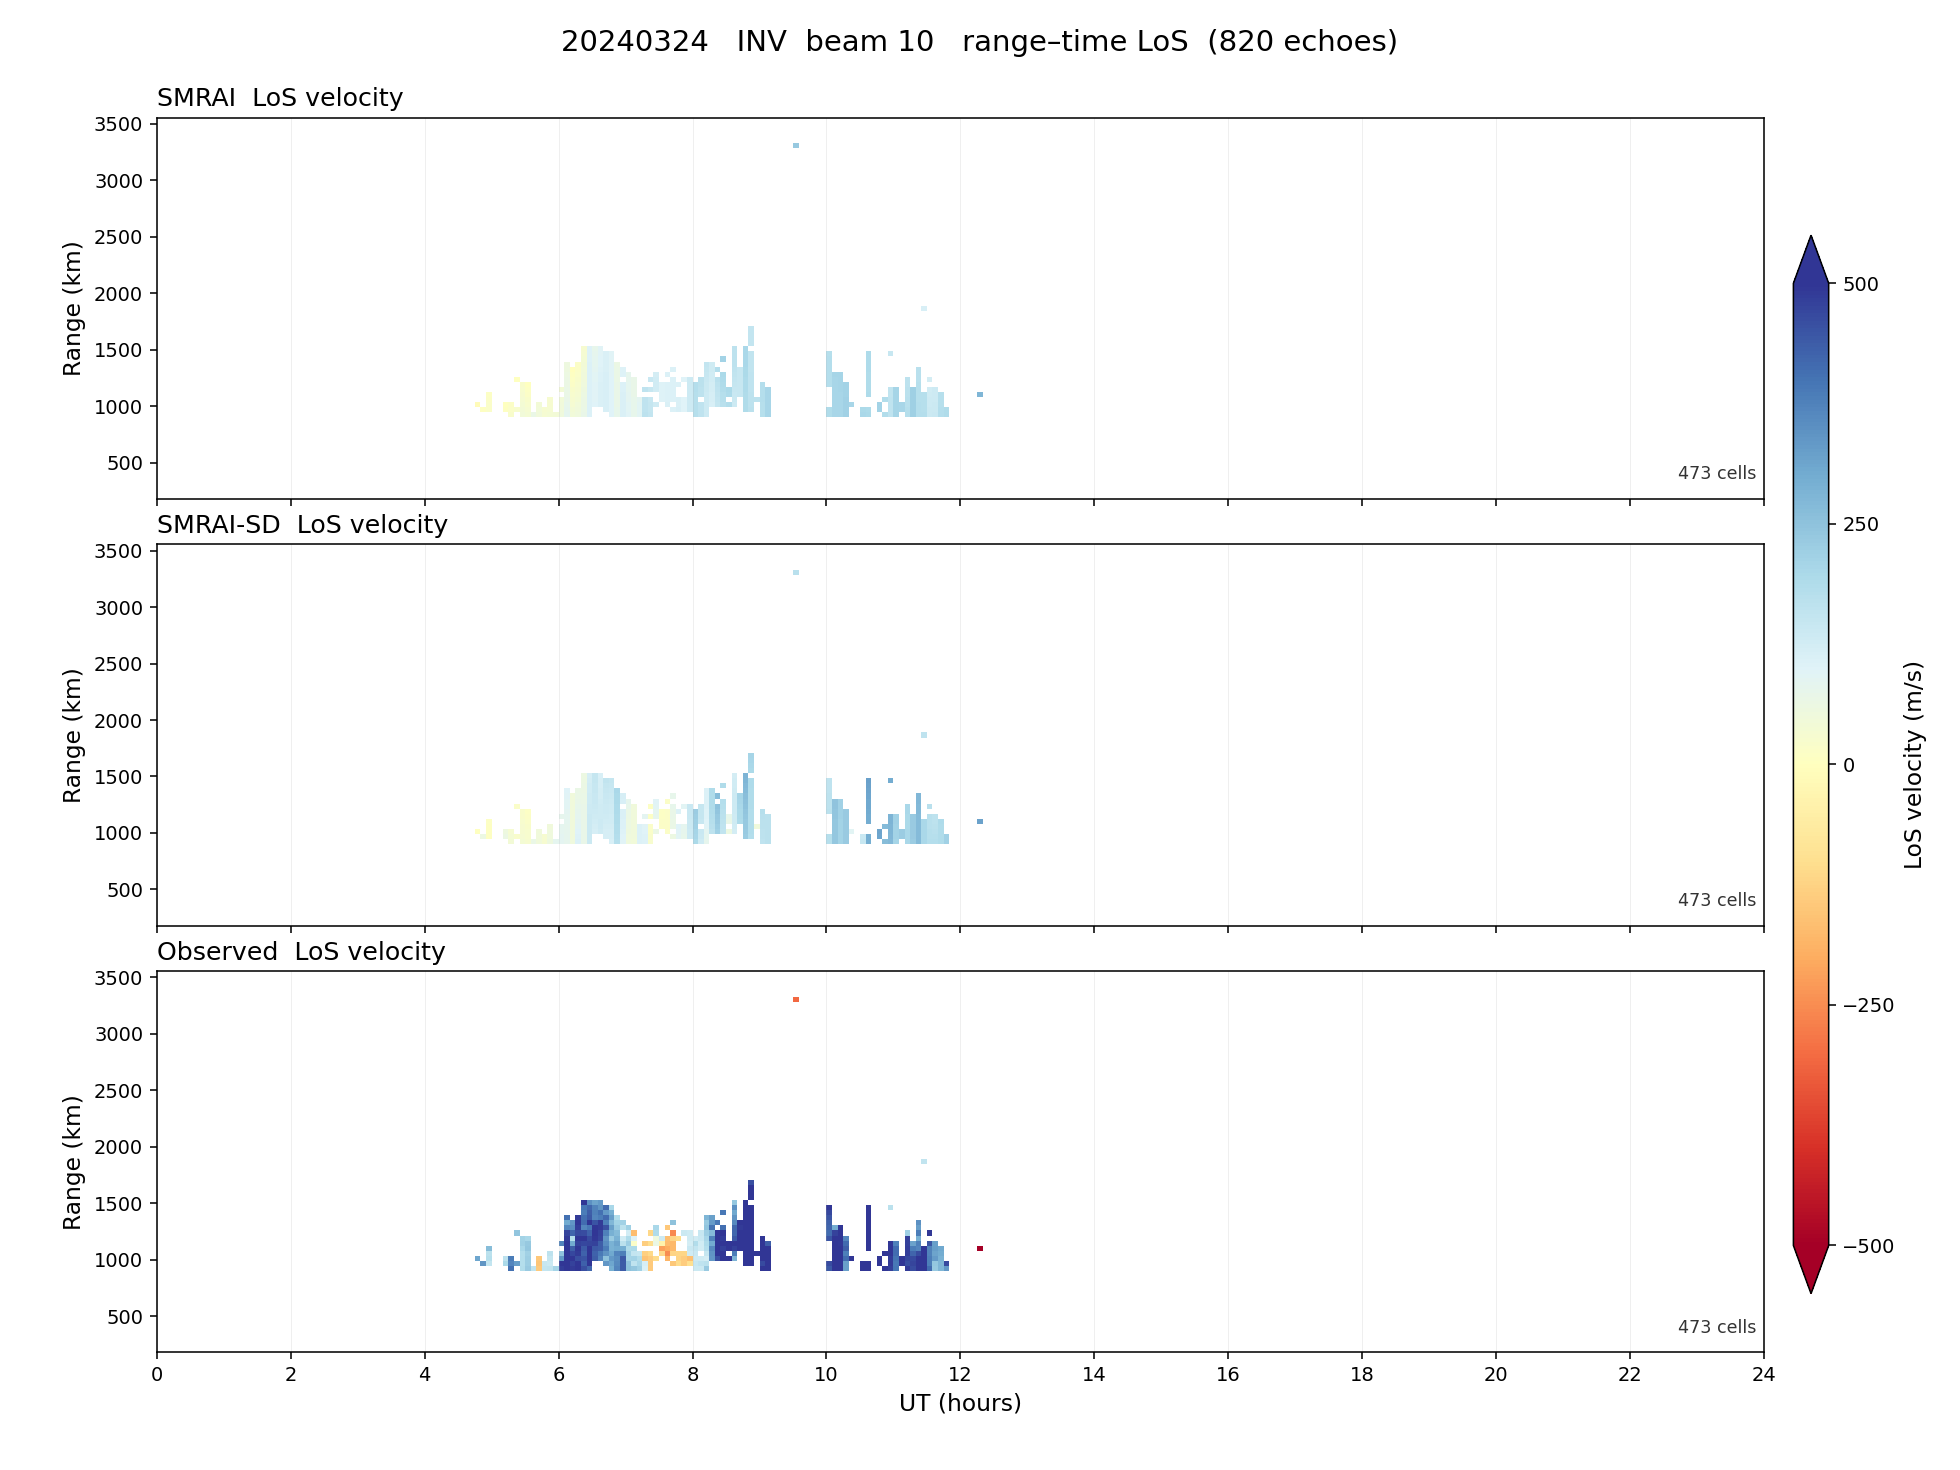 20240324   INV  beam 10   range–time LoS  (820 echoes)
SMRAI  LoS velocity
3500
3000
2500
2000
1500
1000
500
Range (km)
473 cells
SMRAI-SD  LoS velocity
3500
3000
2500
2000
1500
1000
500
Range (km)
473 cells
Observed  LoS velocity
3500
3000
2500
2000
1500
1000
500
Range (km)
473 cells
0 2 4 6 8 10 12 14 16 18 20 22 24
UT (hours)
500
250
0
−250
−500
LoS velocity (m/s)